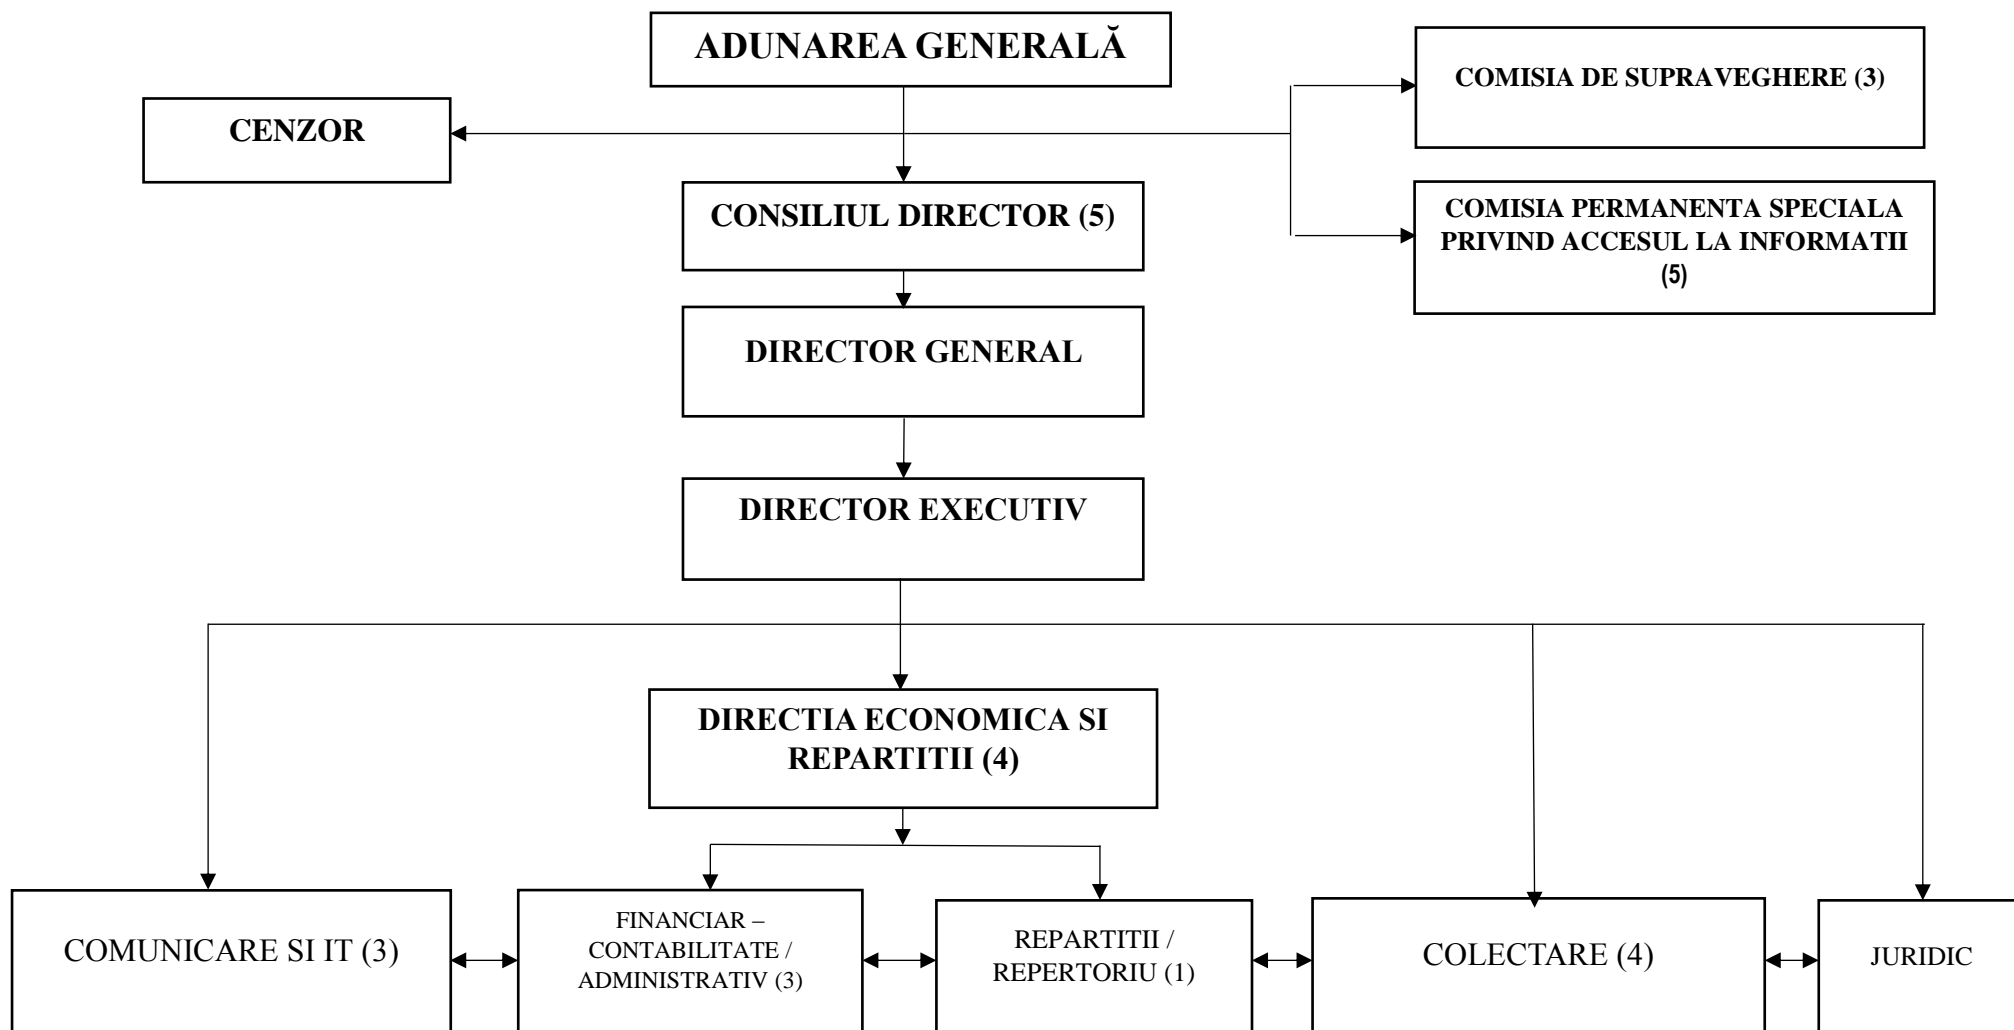 ADUNAREA GENERALĂ
COMISIA DE SUPRAVEGHERE (3)
CENZOR
CONSILIUL DIRECTOR (5)
COMISIA PERMANENTA SPECIALA
PRIVIND ACCESUL LA INFORMATII
(5)
DIRECTOR GENERAL
DIRECTOR EXECUTIV
DIRECTIA ECONOMICA SI
REPARTITII (4)
COMUNICARE SI IT (3)
FINANCIAR –
CONTABILITATE /
ADMINISTRATIV (3)
REPARTITII /
REPERTORIU (1)
COLECTARE (4)
JURIDIC